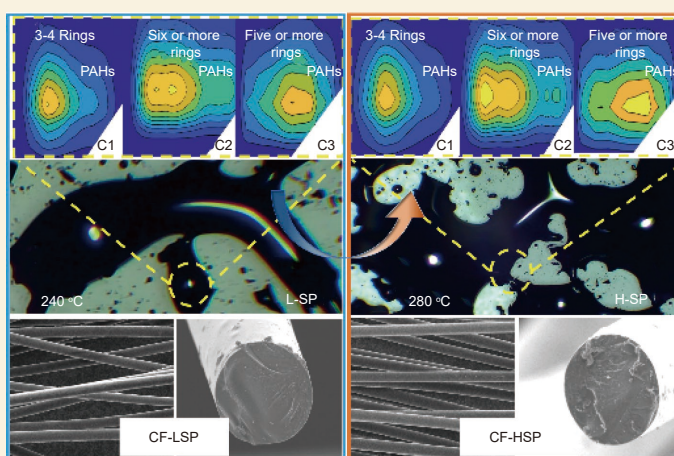 3-4 Rings
PAHs
C1
Six or more
rings
PAHs
C2
Five or more
rings
PAHs
C3
240 °C
L-SP
CF-LSP
3-4 Rings
PAHs
C1
Six or more
rings
PAHs
C2
Five or more
rings
PAHs
C3
280 °C
H-SP
CF-HSP